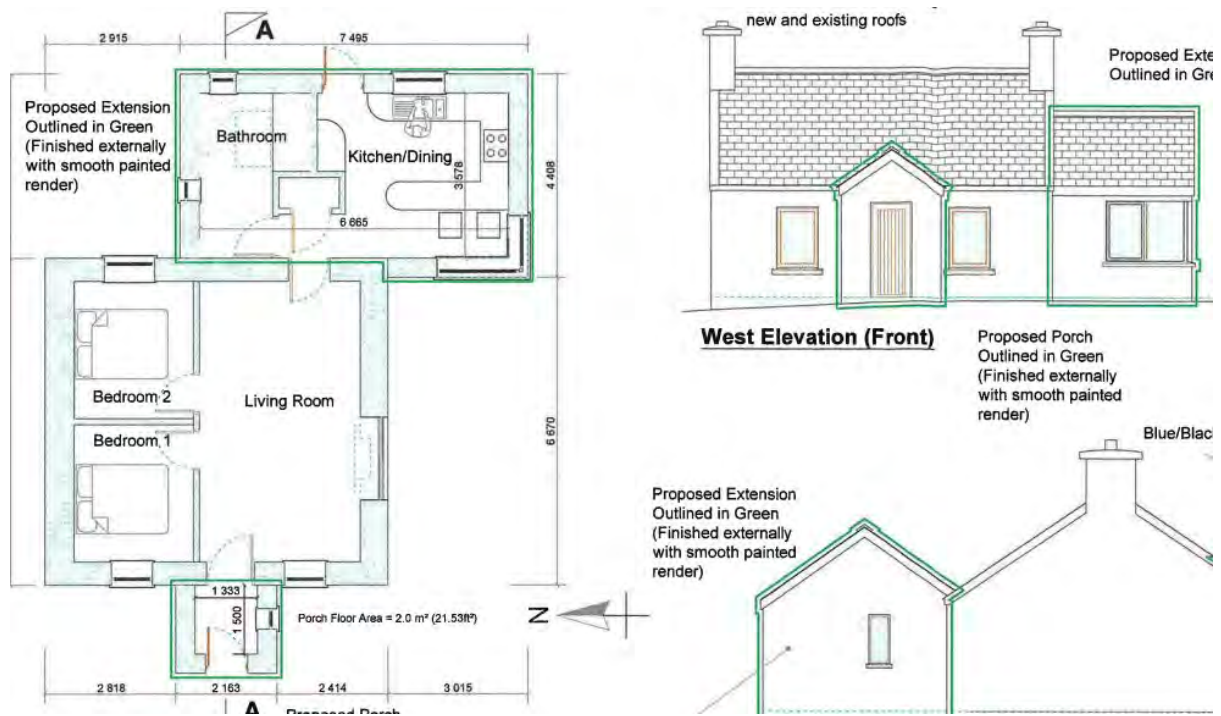 A
2 915
7 495
Proposed Extension
Outlined in Green
(Finished externally
with smooth painted
render)
Bathroom
Kitchen/Dining
3 578
4 408
6 665
Bedroom 2
Living Room
Bedroom 1
6 670
1 333
1 500
Porch Floor Area = 2.0 m² (21.53ft²)
N
2 818
2 163
2 414
3 015
A
Proposed Porch
new and existing roofs
Proposed Exte
Outlined in Gre
West Elevation (Front)
Proposed Porch
Outlined in Green
(Finished externally
with smooth painted
render)
Blue/Blac
Proposed Extension
Outlined in Green
(Finished externally
with smooth painted
render)